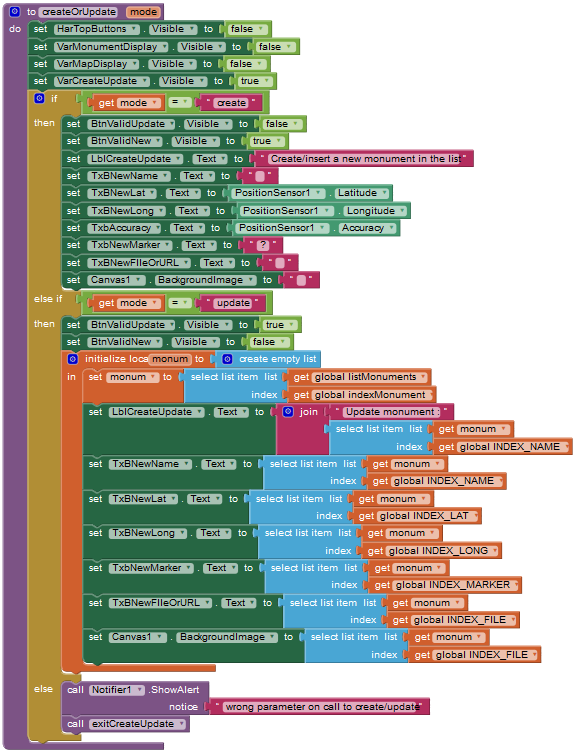 to createOrUpdate mode
do set HarTopButtons . Visible to false
set VarMonumentDisplay . Visible to false
set VarMapDisplay . Visible to false
set VarCreateUpdate . Visible to true
if get mode = " create "
then set BtnValidUpdate . Visible to false
set BtnValidNew . Visible to true
set LblCreateUpdate . Text to " Create/insert a new monument in the list "
set TxBNewName . Text to " "
set TxBNewLat . Text to PositionSensor1 . Latitude
set TxBNewLong . Text to PositionSensor1 . Longitude
set TxbAccuracy . Text to PositionSensor1 . Accuracy
set TxbNewMarker . Text to " ? "
set TxBNewFIleOrURL . Text to " "
set Canvas1 . BackgroundImage to " "
else if get mode = " update "
then set BtnValidUpdate . Visible to true
set BtnValidNew . Visible to false
initialize local monum to create empty list
in set monum to select list item list get global listMonuments
index get global indexMonument
set LblCreateUpdate . Text to join " Update monument : "
select list item list get monum
index get global INDEX_NAME
set TxBNewName . Text to select list item list get monum
index get global INDEX_NAME
set TxBNewLat . Text to select list item list get monum
index get global INDEX_LAT
set TxBNewLong . Text to select list item list get monum
index get global INDEX_LONG
set TxbNewMarker . Text to select list item list get monum
index get global INDEX_MARKER
set TxBNewFIleOrURL . Text to select list item list get monum
index get global INDEX_FILE
set Canvas1 . BackgroundImage to select list item list get monum
index get global INDEX_FILE
else call Notifier1 .ShowAlert
notice " wrong parameter on call to create/update "
call exitCreateUpdate